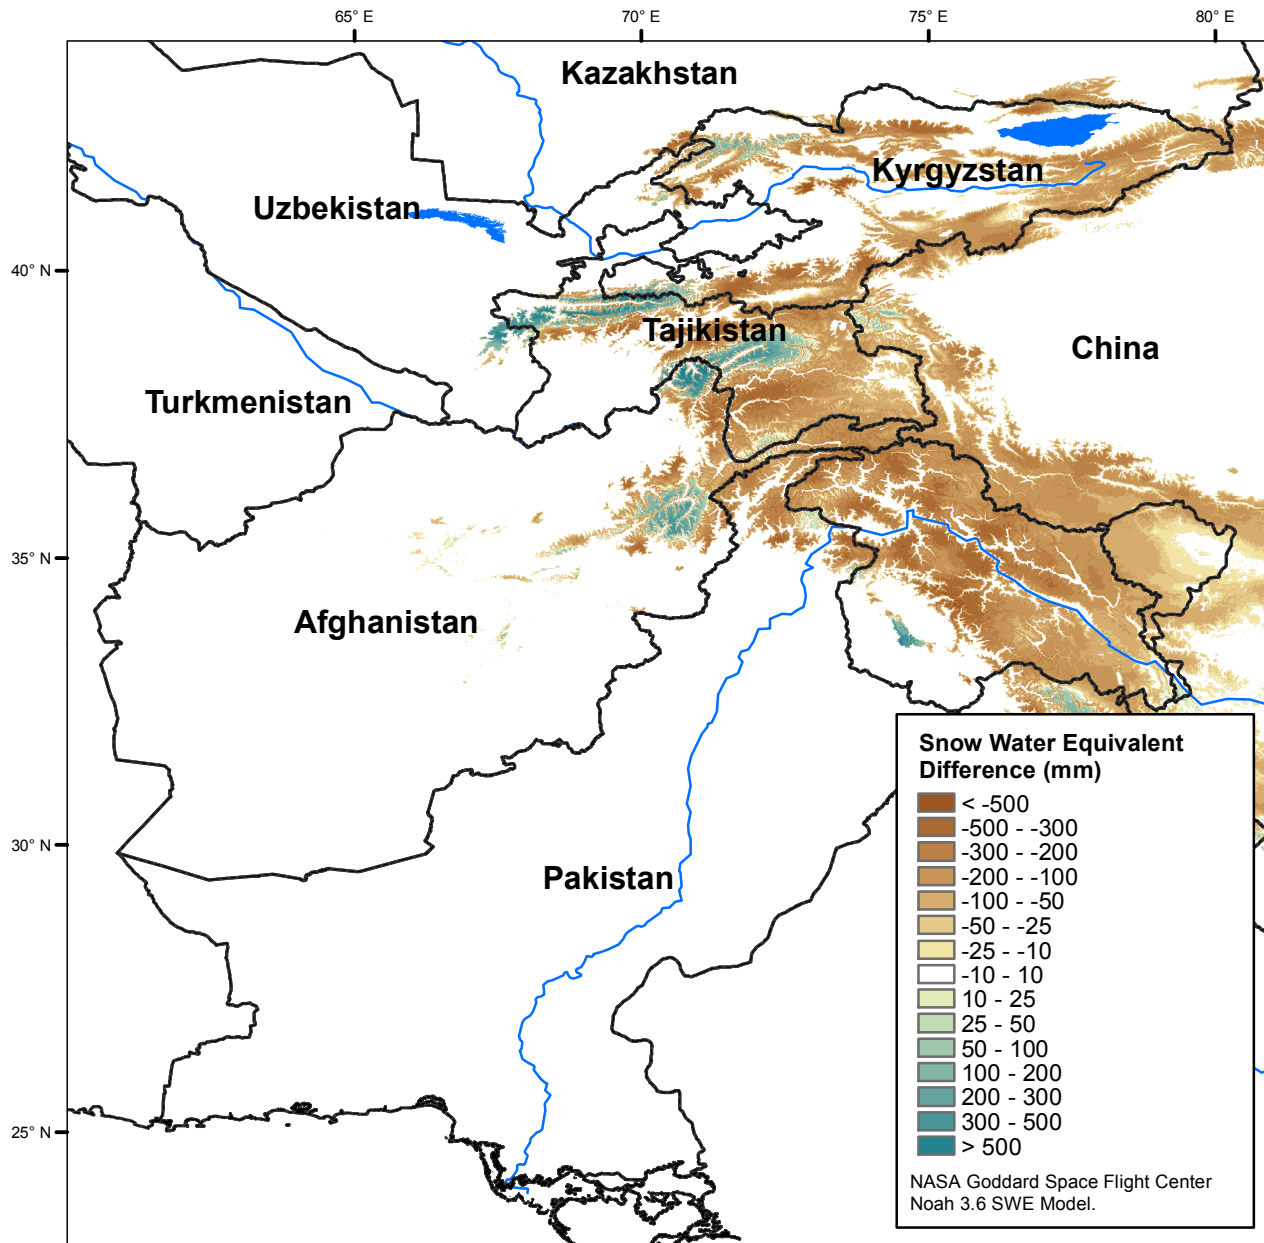 65° E
70° E
75° E
80° E
Kazakhstan
Kyrgyzstan
Uzbekistan
40° N
Tajikistan
China
Turkmenistan
35° N
Afghanistan
Snow Water Equivalent
Difference (mm)
< -500
-500 - -300
-300 - -200
-200 - -100
-100 - -50
-50 - -25
-25 - -10
-10 - 10
10 - 25
25 - 50
50 - 100
100 - 200
200 - 300
300 - 500
> 500
NASA Goddard Space Flight Center
Noah 3.6 SWE Model.
30° N
Pakistan
25° N